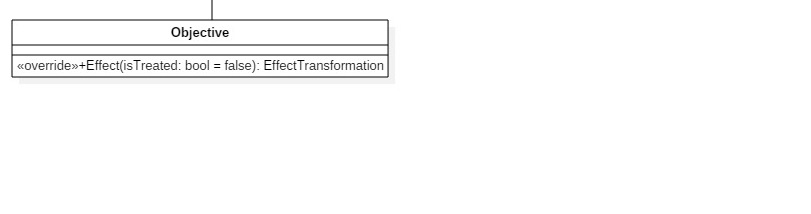 Objective
«override»+Effect(isTreated: bool = false): EffectTransformation